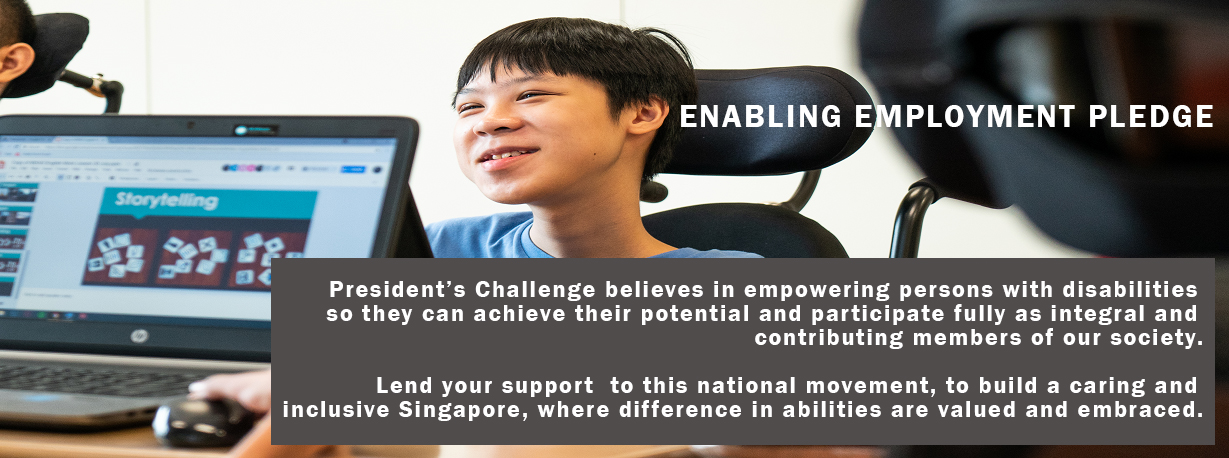 Storytelling
ENABLING EMPLOYMENT PLEDGE
President's Challenge believes in empowering persons with disabilities
so they can achieve their potential and participate fully as integral and
contributing members of our society.
Lend your support to this national movement, to build a caring and
inclusive Singapore, where difference in abilities are valued and embraced.